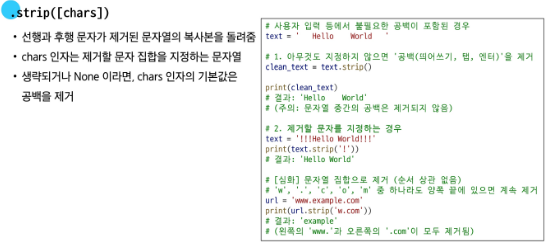 .strip([chars])
• 선행과 후행 문자가 제거된 문자열의 복사본을 돌려줌
• chars 인자는 제거할 문자 집합을 지정하는 문자열
• 생략되거나 None 이라면, chars 인자의 기본값은
공백을 제거
# 사용자 입력 등에서 불필요한 공백이 포함된 경우
text = '   Hello    World   '
# 1. 아무것도 지정하지 않으면 '공백(띄어쓰기, 탭, 엔터)'을 제거
clean_text = text.strip()
print(clean_text)
# 결과: 'Hello    World'
# (주의: 문자열 중간의 공백은 제거되지 않음)
# 2. 제거할 문자를 지정하는 경우
text = '!!!Hello World!!!'
print(text.strip('!'))
# 결과: 'Hello World'
# [심화] 문자열 집합으로 제거 (순서 상관 없음)
# 'w', '.', 'c', 'o', 'm' 중 하나라도 양쪽 끝에 있으면 계속 제거
url = 'www.example.com'
print(url.strip('w.com'))
# 결과: 'example'
# (왼쪽의 'www.'과 오른쪽의 '.com'이 모두 제거됨)